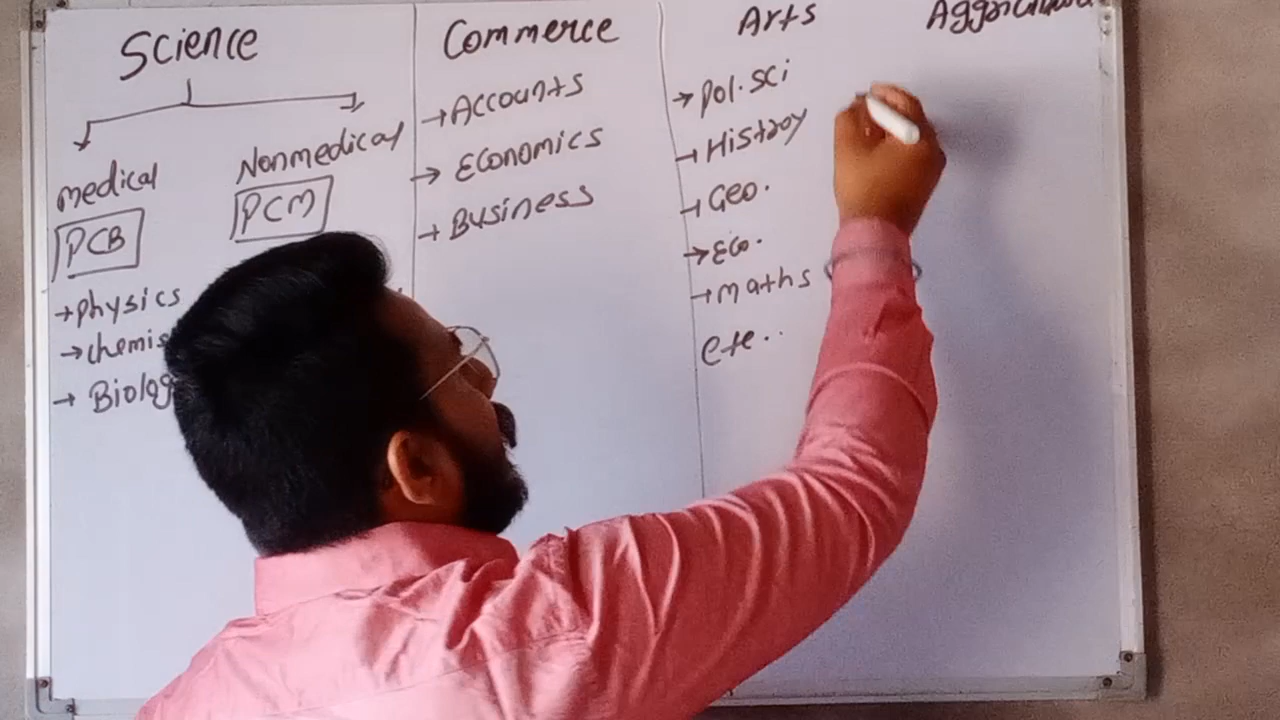 Science
medical
Nonmedical
PCB
PCM
→ physics
→ chemis
→ Biolog
Commerce
→ Accounts
→ Economics
→ Business
Arts
→ pol.sci
→ Histroy
→ Geo.
→ Eco.
→ maths
etc..